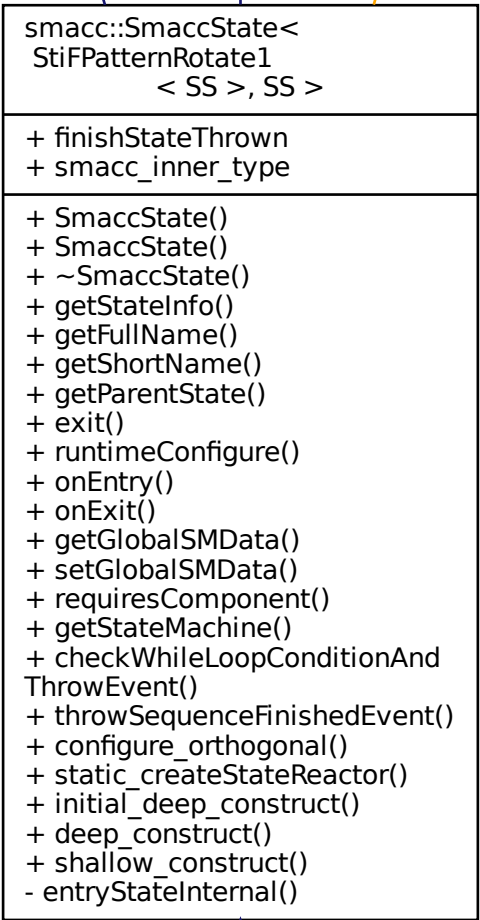 smacc::SmaccState<
StiFPatternRotate1
< SS >, SS >
+ finishStateThrown
+ smacc_inner_type
+ SmaccState()
+ SmaccState()
+ ~SmaccState()
+ getStateInfo()
+ getFullName()
+ getShortName()
+ getParentState()
+ exit()
+ runtimeConfigure()
+ onEntry()
+ onExit()
+ getGlobalSMData()
+ setGlobalSMData()
+ requiresComponent()
+ getStateMachine()
+ checkWhileLoopConditionAnd
ThrowEvent()
+ throwSequenceFinishedEvent()
+ configure_orthogonal()
+ static_createStateReactor()
+ initial_deep_construct()
+ deep_construct()
+ shallow_construct()
- entryStateInternal()